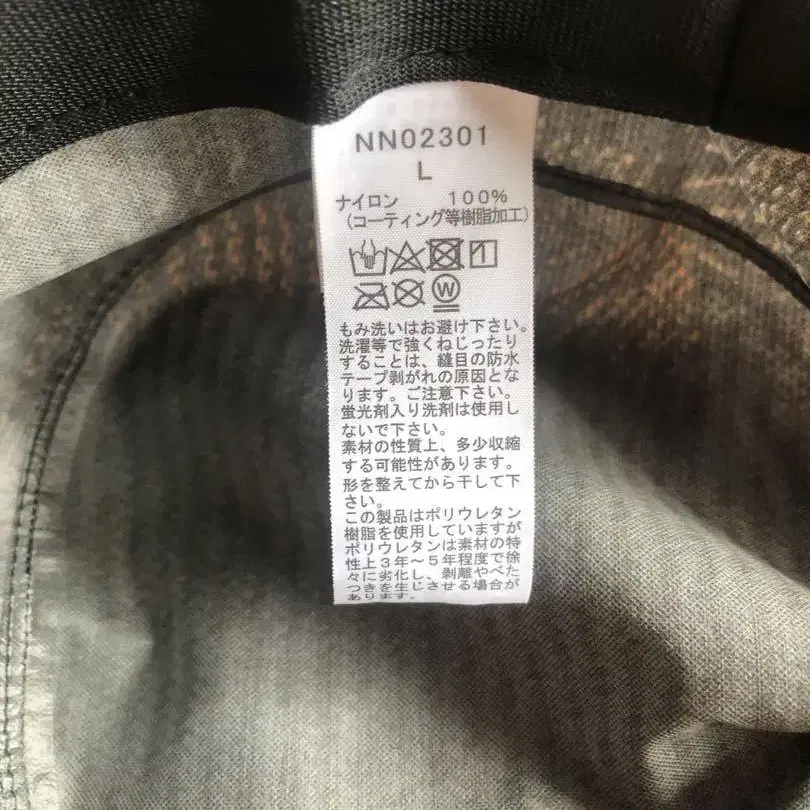 NN02301
L
ナイロン 100%
(コーティング等樹脂加工)
W
もみ洗いはお避け下さい。
洗濯等で強くねじったり
することは、縫目の防水
テープ剥がれの原因とな
ります。ご注意下さい。
蛍光剤入り洗剤は使用し
ないで下さい。
素材の性質上、多少収縮
する可能性があります。
形を整えてから干して下
さい。
この製品はポリウレタン
樹脂を使用していますが
ポリウレタンは素材の特
性上3年〜5年程度で徐
々に劣化し、剥離やべた
つきを生じさせる場合が
あります。